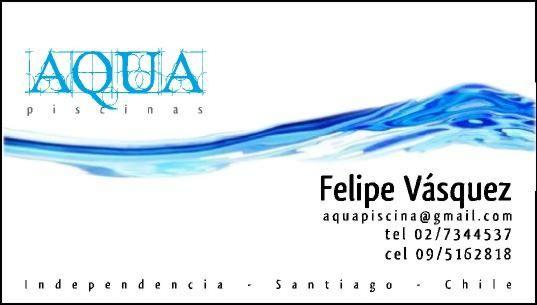 AQUA
piscinas
Felipe Vásquez
aquapiscina@gmail.com
tel 02/7344537
cel 09/5162818
Independencia - Santiago - Chile